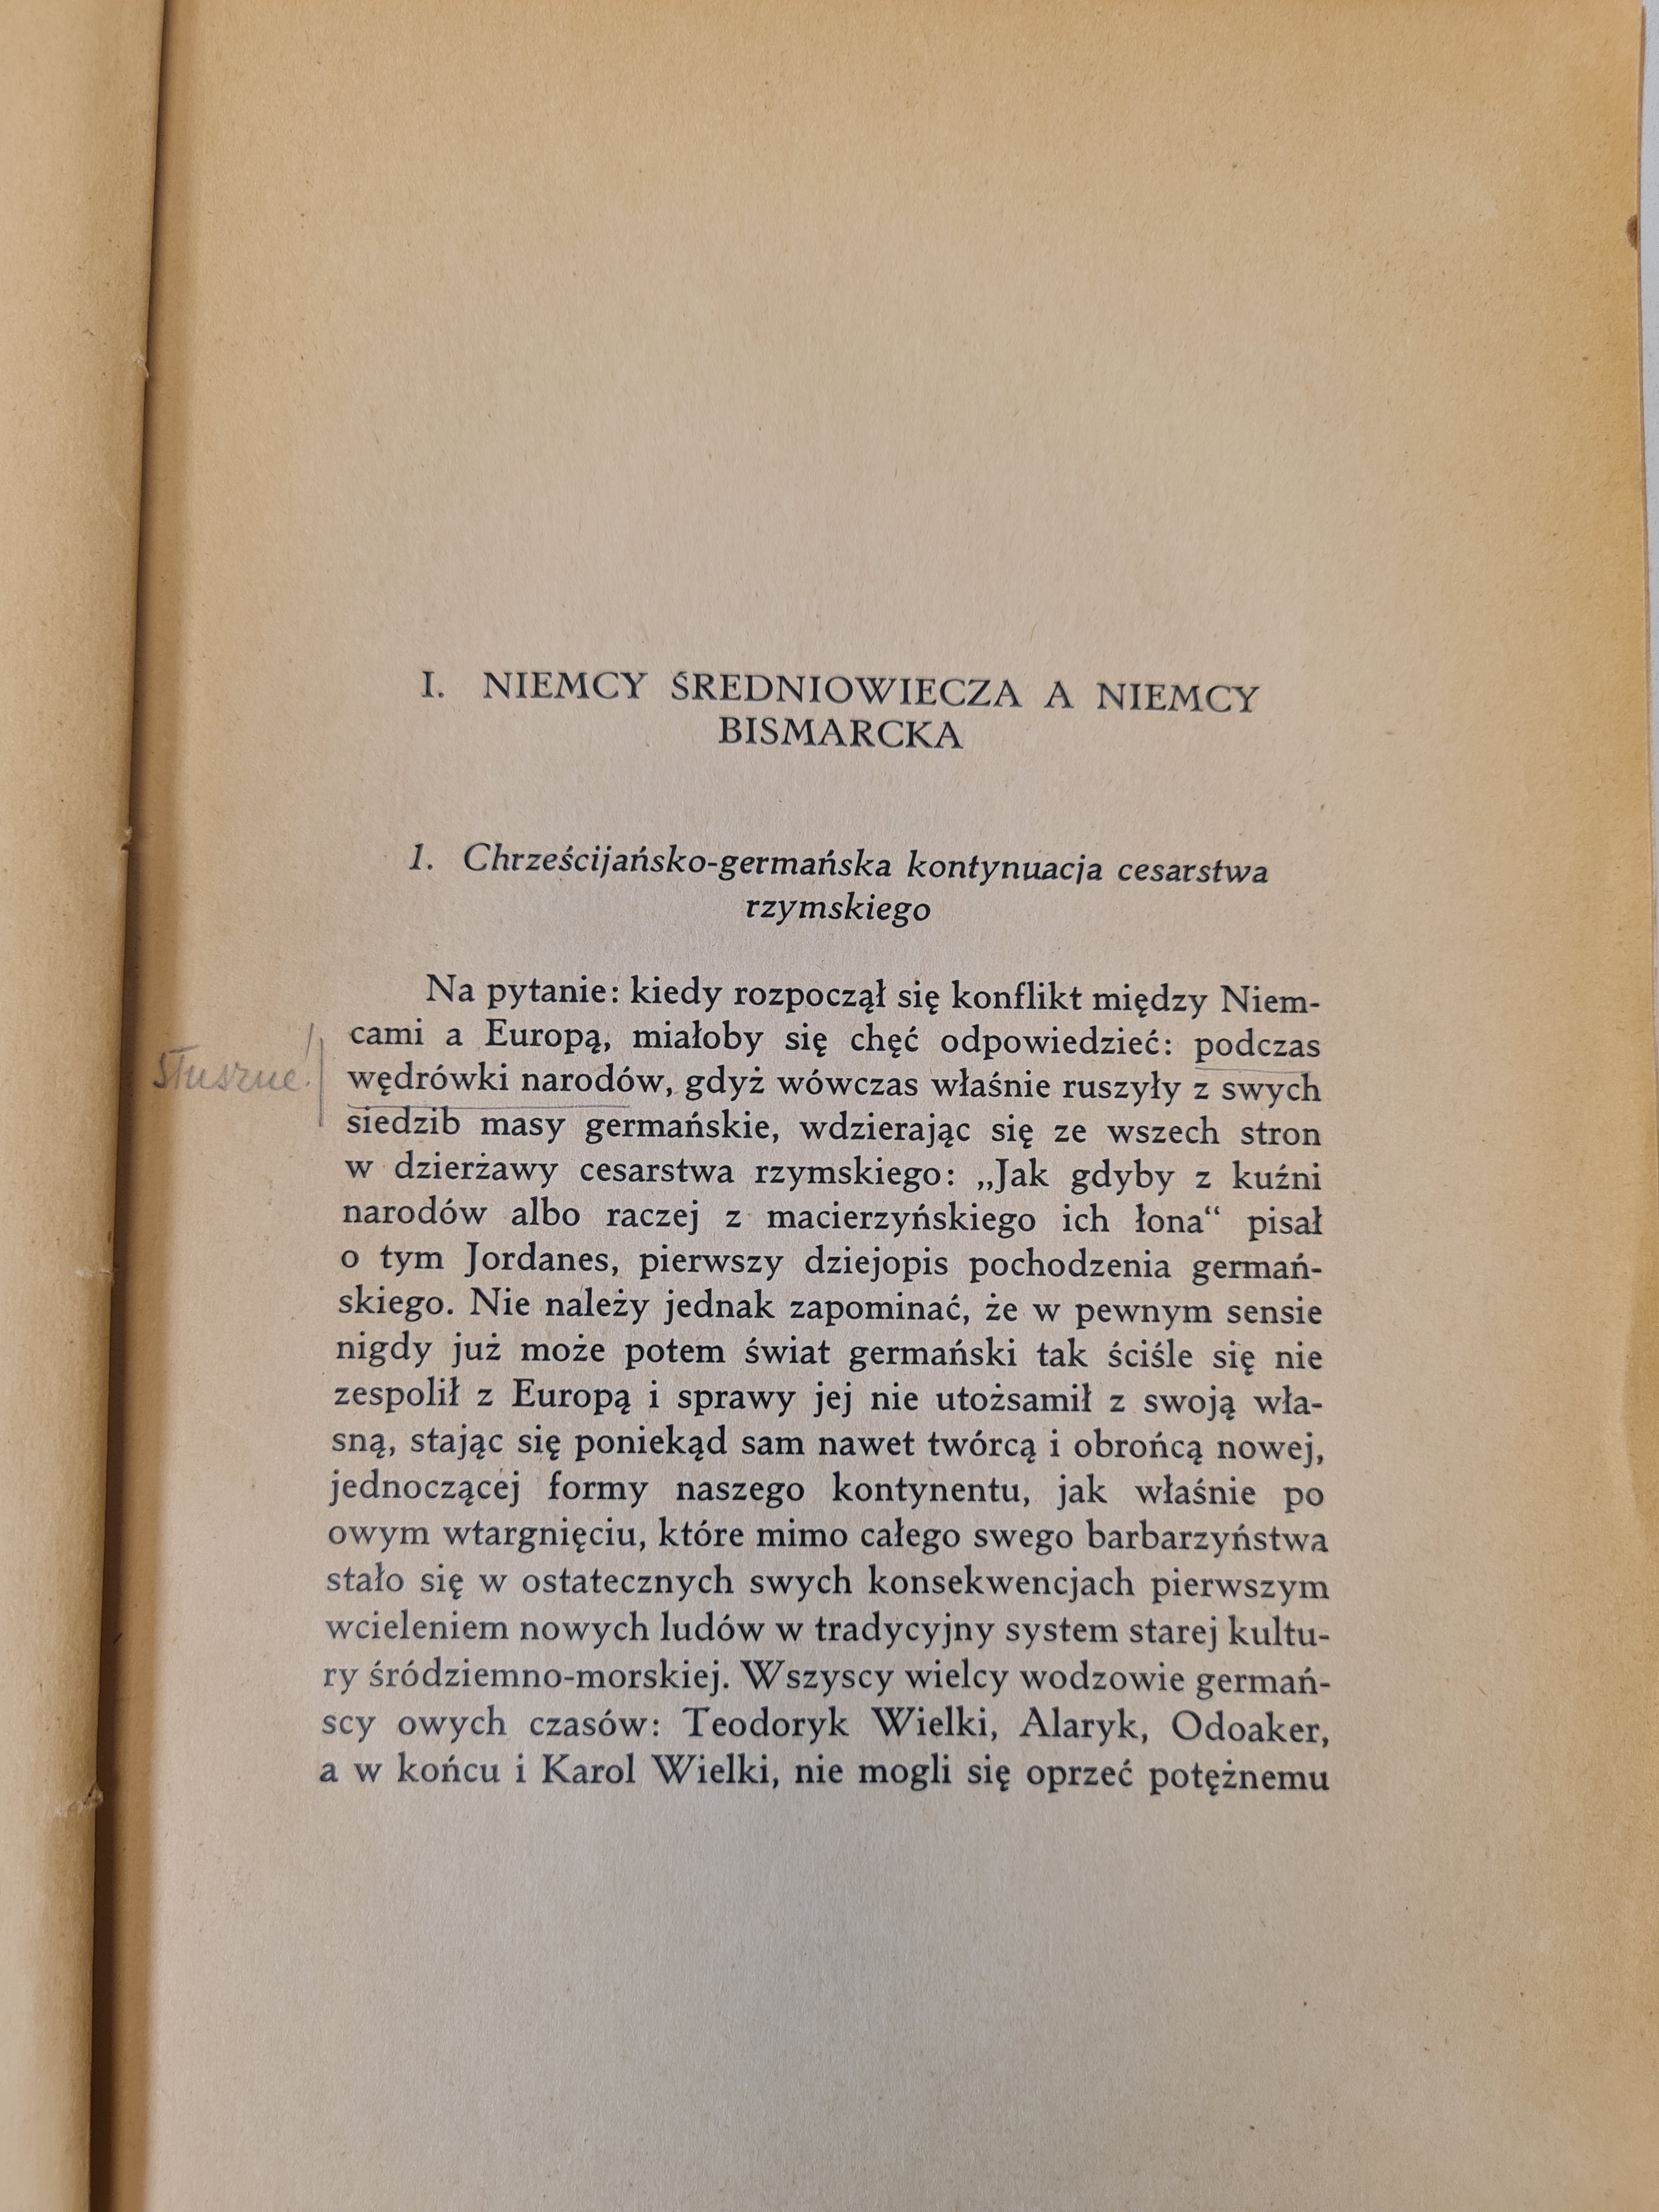 I. NIEMCY ŚREDNIOWIECZA A NIEMCY
BISMARCKA
1. Chrześcijańsko-germańska kontynuacja cesarstwa
rzymskiego
Na pytanie: kiedy rozpoczął się konflikt między Niem-
cami a Europą, miałoby się chęć odpowiedzieć: podczas
Słuszne!
wędrówki narodów, gdyż wówczas właśnie ruszyły z swych
siedzib masy germańskie, wdzierając się ze wszech stron
w dzierżawy cesarstwa rzymskiego: „Jak gdyby z kuźni
narodów albo raczej z macierzyńskiego ich łona“ pisał
o tym Jordanes, pierwszy dziejopis pochodzenia germań-
skiego. Nie należy jednak zapominać, że w pewnym sensie
nigdy już może potem świat germański tak ściśle się nie
zespolił z Europą i sprawy jej nie utożsamił z swoją wła-
sną, stając się poniekąd sam nawet twórcą i obrońcą nowej,
jednoczącej formy naszego kontynentu, jak właśnie po
owym wtargnięciu, które mimo całego swego barbarzyństwa
stało się w ostatecznych swych konsekwencjach pierwszym
wcieleniem nowych ludów w tradycyjny system starej kultu-
ry śródziemno-morskiej. Wszyscy wielcy wodzowie germań-
scy owych czasów: Teodoryk Wielki, Alaryk, Odoaker,
a w końcu i Karol Wielki, nie mogli się oprzeć potężnemu